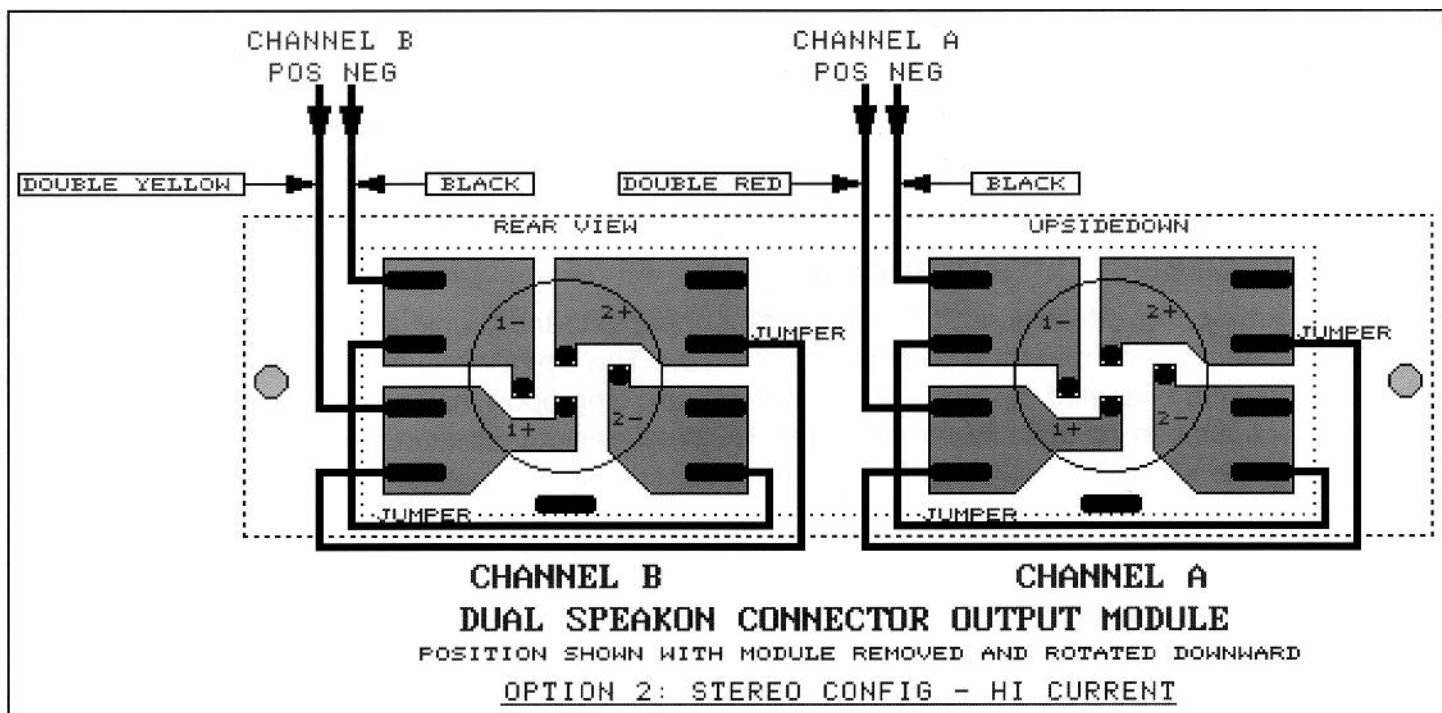 CHANNEL B
POS NEG
CHANNEL A
POS NEG
DOUBLE YELLOW
BLACK
DOUBLE RED
BLACK
REAR VIEW
UPSIDEDOWN
1-
2+
JUMPER
1+
2-
JUMPER
1-
2+
JUMPER
1+
2-
JUMPER
CHANNEL B
CHANNEL A
DUAL SPEAKON CONNECTOR OUTPUT MODULE
POSITION SHOWN WITH MODULE REMOVED AND ROTATED DOWNWARD
OPTION 2: STEREO CONFIG - HI CURRENT